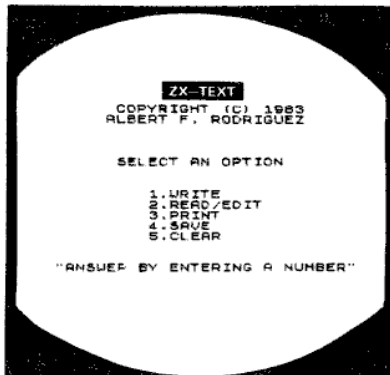 ZX-TEXT
COPYRIGHT (C) 1983
ALBERT F. RODRIGUEZ
SELECT AN OPTION
1.WRITE
2.READ/EDIT
3.PRINT
4.SAVE
5.CLEAR
"ANSWER BY ENTERING A NUMBER"